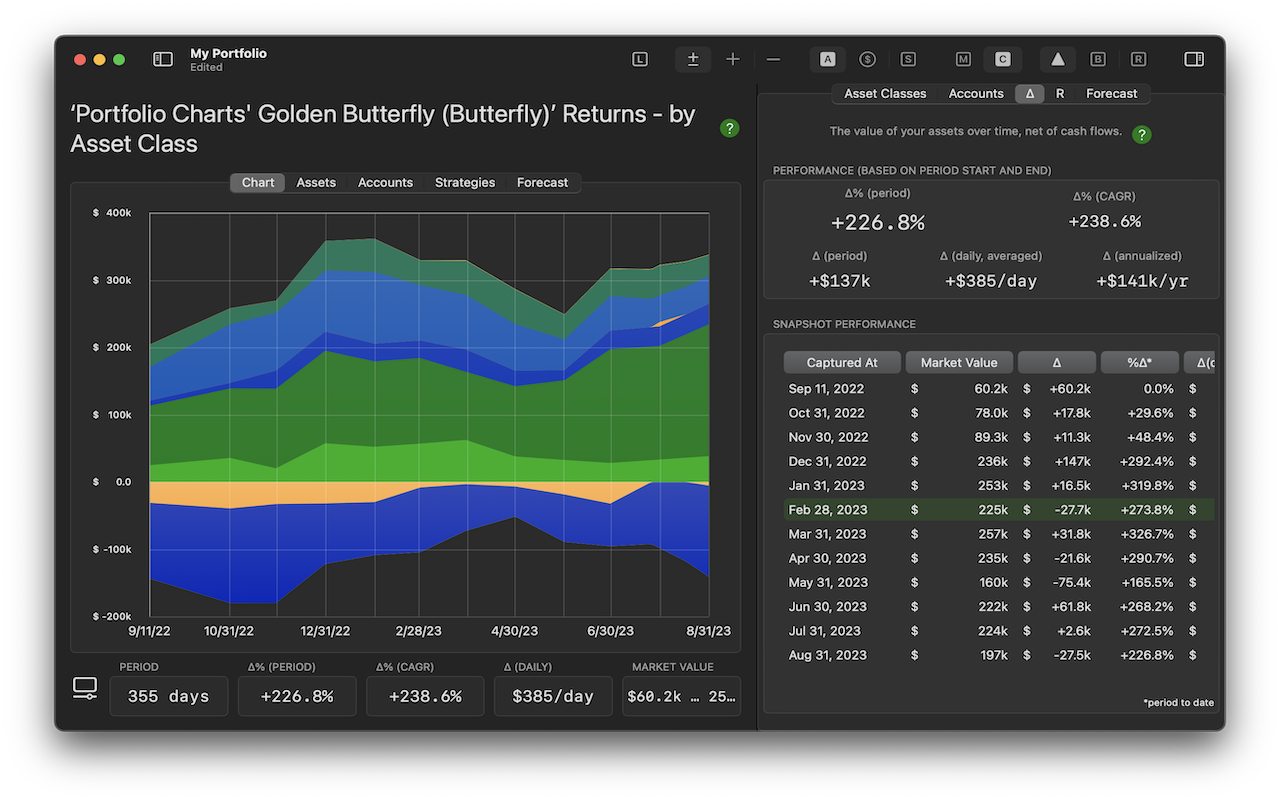 My Portfolio
Edited
L
±
+
−
A
$
S
M
C
B
R
‘Portfolio Charts' Golden Butterfly (Butterfly)’ Returns - by
Asset Class
?
Chart Assets Accounts Strategies Forecast
$ 400k
$ 300k
$ 200k
$ 100k
$ 0.0
$ -100k
$ -200k
9/11/22 10/31/22 12/31/22 2/28/23 4/30/23 6/30/23 8/31/23
PERIOD Δ% (PERIOD) Δ% (CAGR) Δ (DAILY) MARKET VALUE
355 days +226.8% +238.6% $385/day $60.2k … 25…
Asset Classes Accounts Δ R Forecast
The value of your assets over time, net of cash flows. ?
PERFORMANCE (BASED ON PERIOD START AND END)
Δ% (period) Δ% (CAGR)
+226.8% +238.6%
Δ (period) Δ (daily, averaged) Δ (annualized)
+$137k +$385/day +$141k/yr
SNAPSHOT PERFORMANCE
Captured At Market Value Δ %Δ* Δ(
Sep 11, 2022 $ 60.2k $ +60.2k 0.0% $
Oct 31, 2022 $ 78.0k $ +17.8k +29.6% $
Nov 30, 2022 $ 89.3k $ +11.3k +48.4% $
Dec 31, 2022 $ 236k $ +147k +292.4% $
Jan 31, 2023 $ 253k $ +16.5k +319.8% $
Feb 28, 2023 $ 225k $ -27.7k +273.8% $
Mar 31, 2023 $ 257k $ +31.8k +326.7% $
Apr 30, 2023 $ 235k $ -21.6k +290.7% $
May 31, 2023 $ 160k $ -75.4k +165.5% $
Jun 30, 2023 $ 222k $ +61.8k +268.2% $
Jul 31, 2023 $ 224k $ +2.6k +272.5% $
Aug 31, 2023 $ 197k $ -27.5k +226.8% $
*period to date